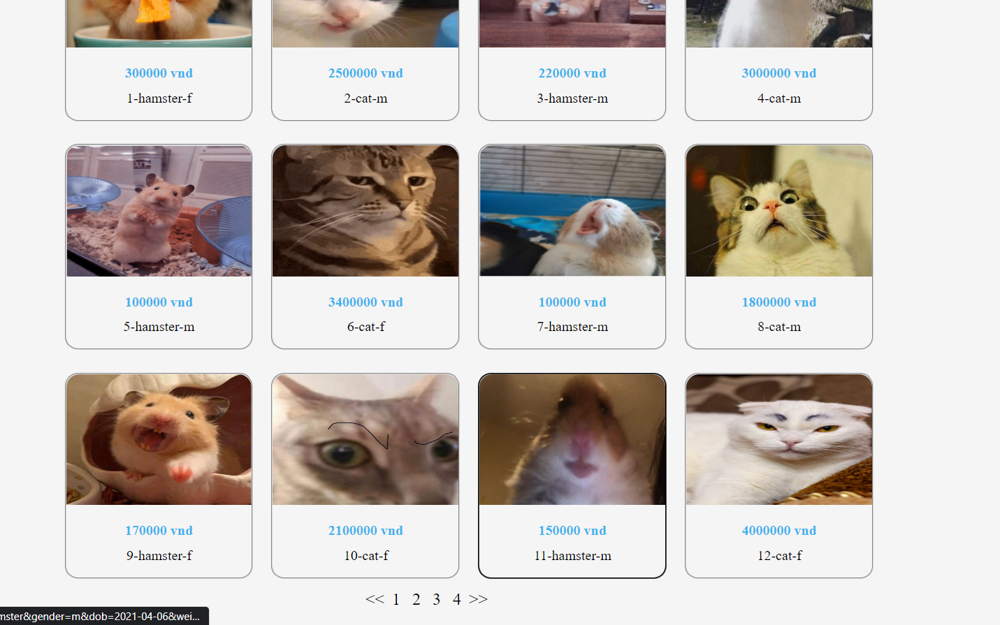 300000 vnd
2500000 vnd
220000 vnd
3000000 vnd
1-hamster-f
2-cat-m
3-hamster-m
4-cat-m
100000 vnd
3400000 vnd
100000 vnd
1800000 vnd
5-hamster-m
6-cat-f
7-hamster-m
8-cat-m
170000 vnd
2100000 vnd
150000 vnd
4000000 vnd
9-hamster-f
10-cat-f
11-hamster-m
12-cat-f
<< 1 2 3 4 >>
mster&gender=m&dob=2021-04-06&wei...